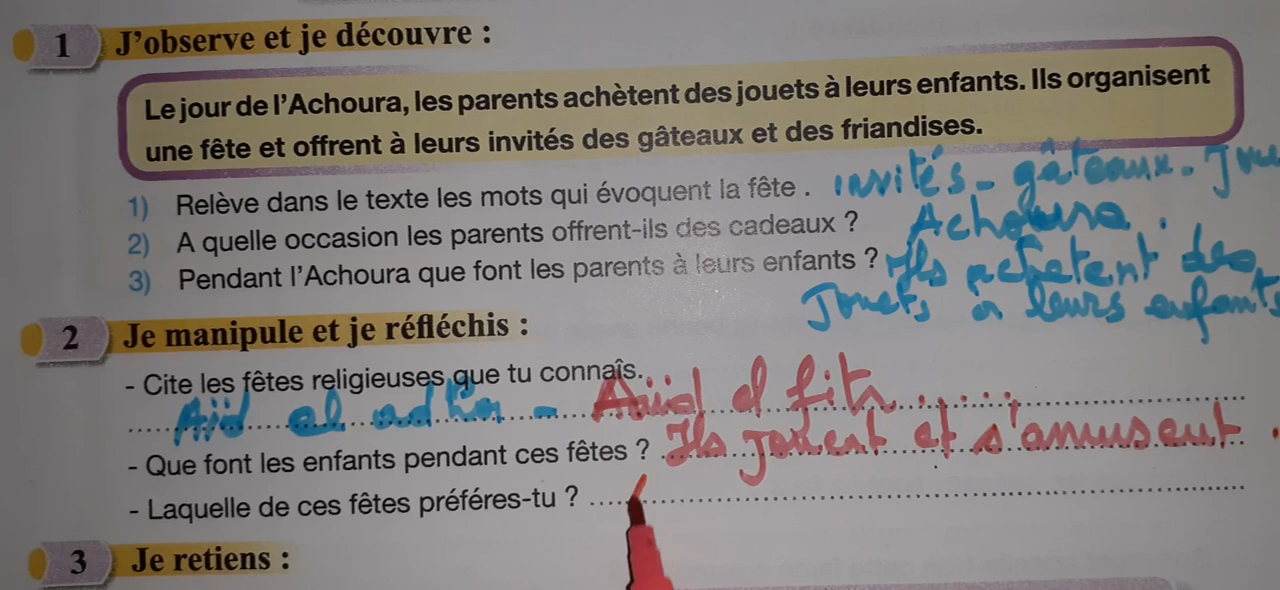 1 J'observe et je découvre :
Le jour de l'Achoura, les parents achètent des jouets à leurs enfants. Ils organisent
une fête et offrent à leurs invités des gâteaux et des friandises.
1) Relève dans le texte les mots qui évoquent la fête . invités - gâteaux -
2) A quelle occasion les parents offrent-ils des cadeaux ? Achoura.
3) Pendant l'Achoura que font les parents à leurs enfants ? Ils achetent des
Jouets à leurs enfants
2 Je manipule et je réfléchis :
- Cite les fêtes religieuses que tu connaîs.
Aïd el adha - Aïd el fitr
- Que font les enfants pendant ces fêtes ? Ils Jouent et s'amusent.
- Laquelle de ces fêtes préféres-tu ?
3 Je retiens :